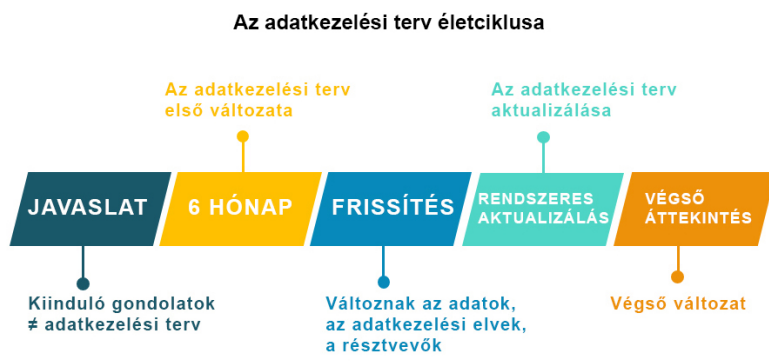 Az adatkezelési terv életciklusa
Az adatkezelési terv
első változata
Az adatkezelési terv
aktualizálása
JAVASLAT
6 HÓNAP
FRISSÍTÉS
RENDSZERES
AKTUALIZÁLÁS
VÉGSŐ
ÁTTEKINTÉS
Kiinduló gondolatok
≠ adatkezelési terv
Változnak az adatok,
az adatkezelési elvek,
a résztvevők
Végső változat